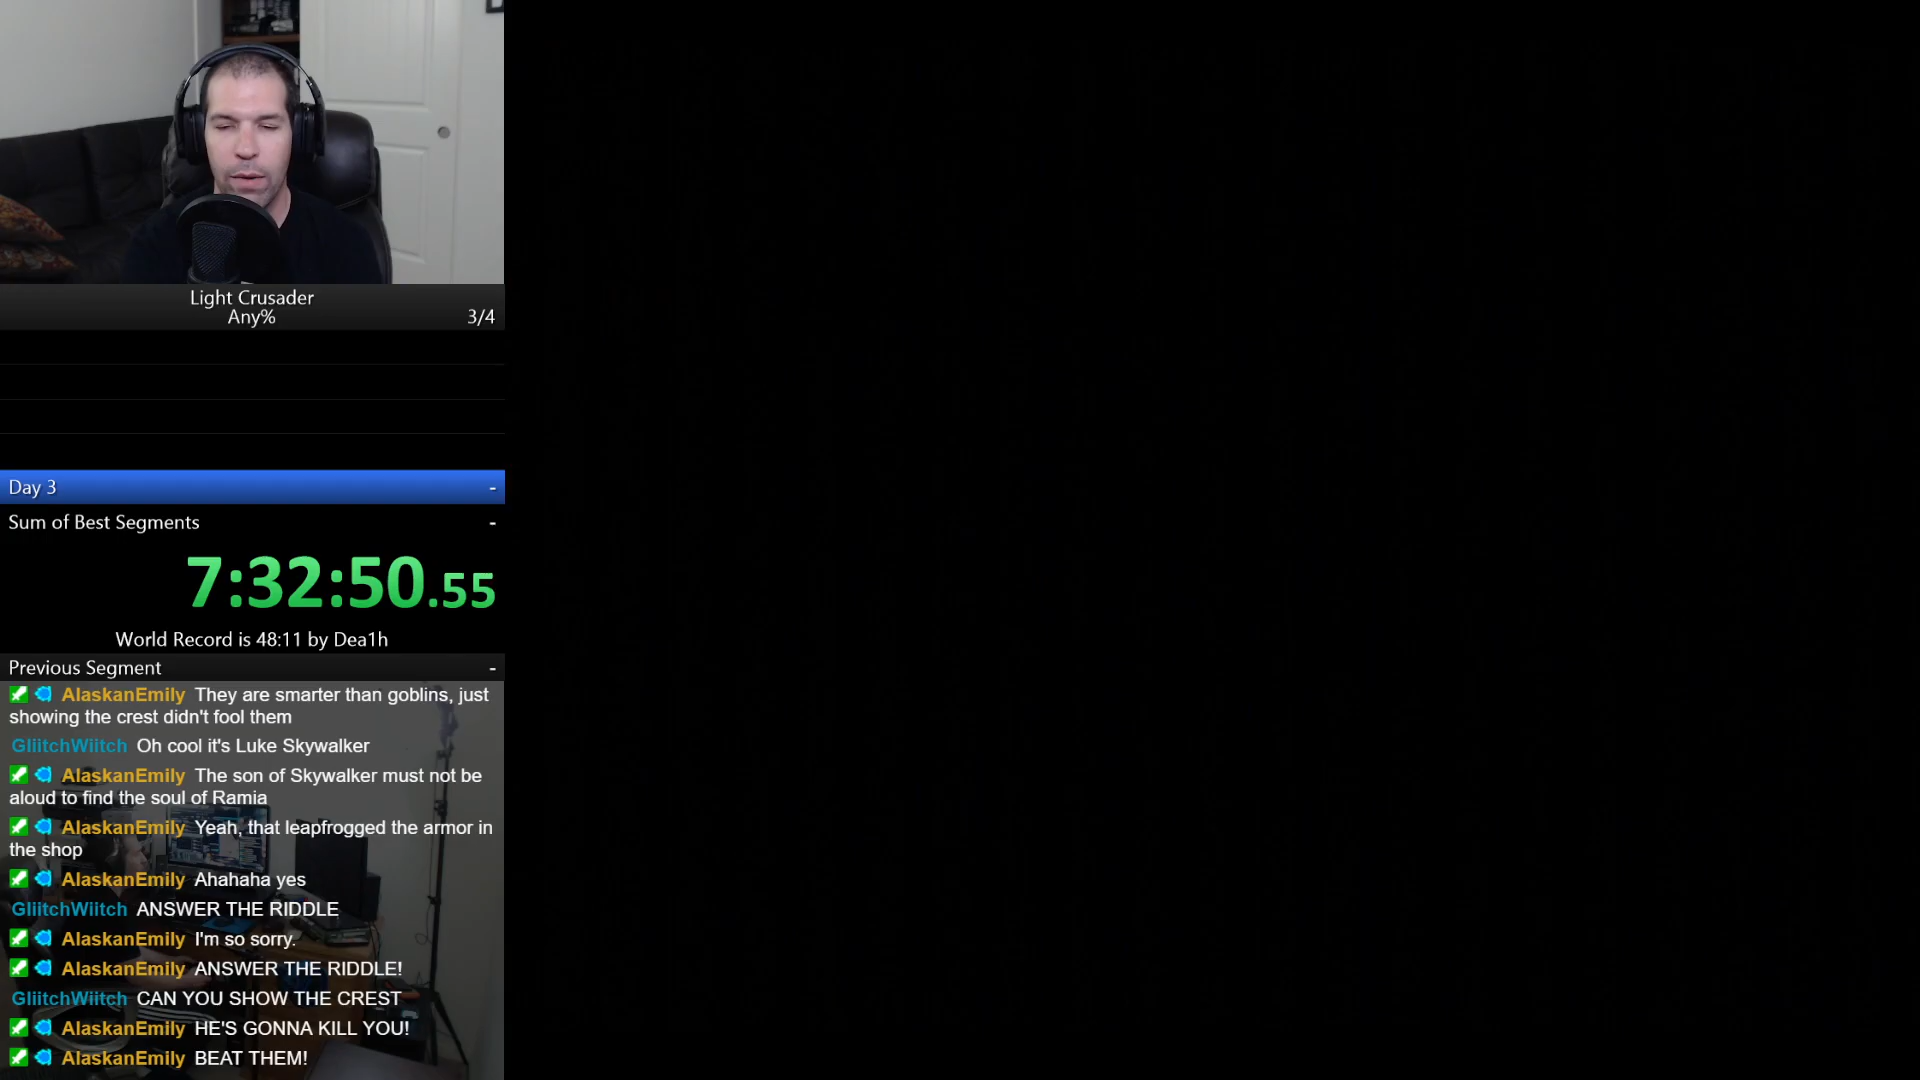 Light Crusader
Any%
3/4
Day 3 -
Sum of Best Segments -
7:32:50.55
World Record is 48:11 by Dea1h
Previous Segment -
AlaskanEmily They are smarter than goblins, just
showing the crest didn't fool them
GliitchWiitch Oh cool it's Luke Skywalker
AlaskanEmily The son of Skywalker must not be
aloud to find the soul of Ramia
AlaskanEmily Yeah, that leapfrogged the armor in
the shop
AlaskanEmily Ahahaha yes
GliitchWiitch ANSWER THE RIDDLE
AlaskanEmily I'm so sorry.
AlaskanEmily ANSWER THE RIDDLE!
GliitchWiitch CAN YOU SHOW THE CREST
AlaskanEmily HE'S GONNA KILL YOU!
AlaskanEmily BEAT THEM!